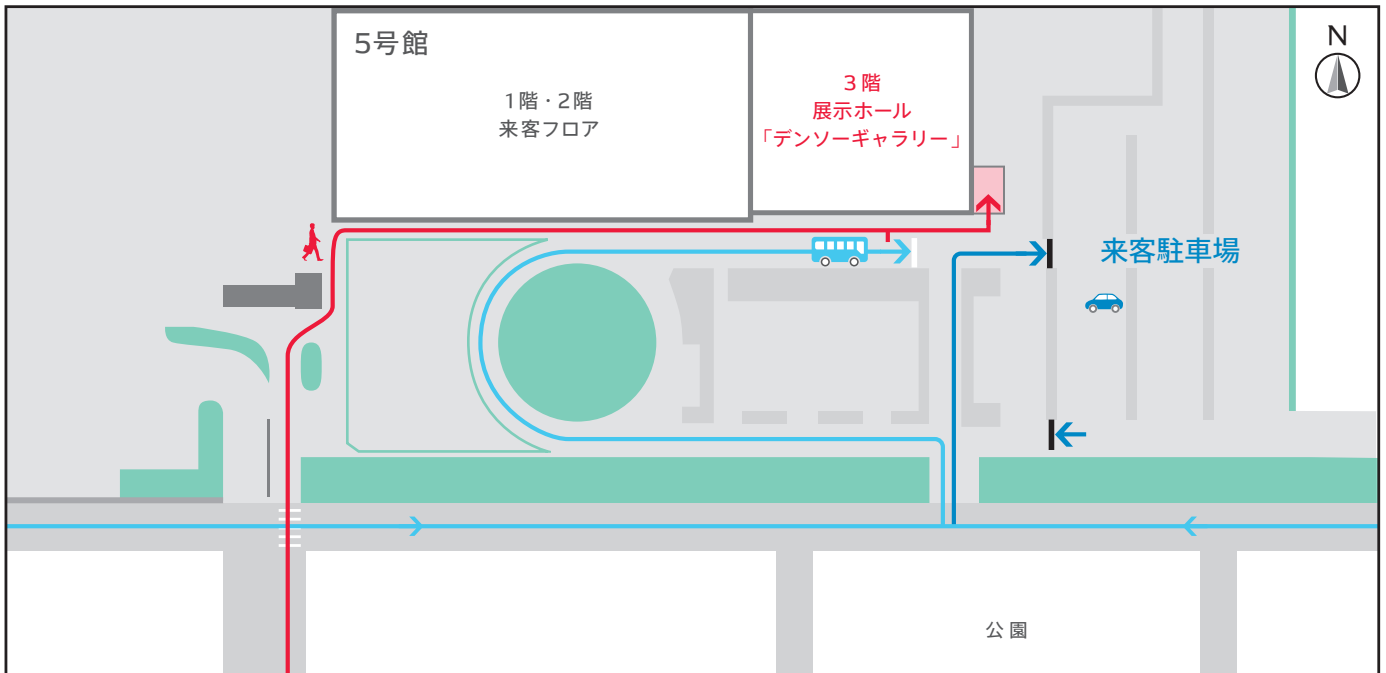 5号館
1階・2階
来客フロア
3階
展示ホール
「デンソーギャラリー」
N
来客駐車場
公園